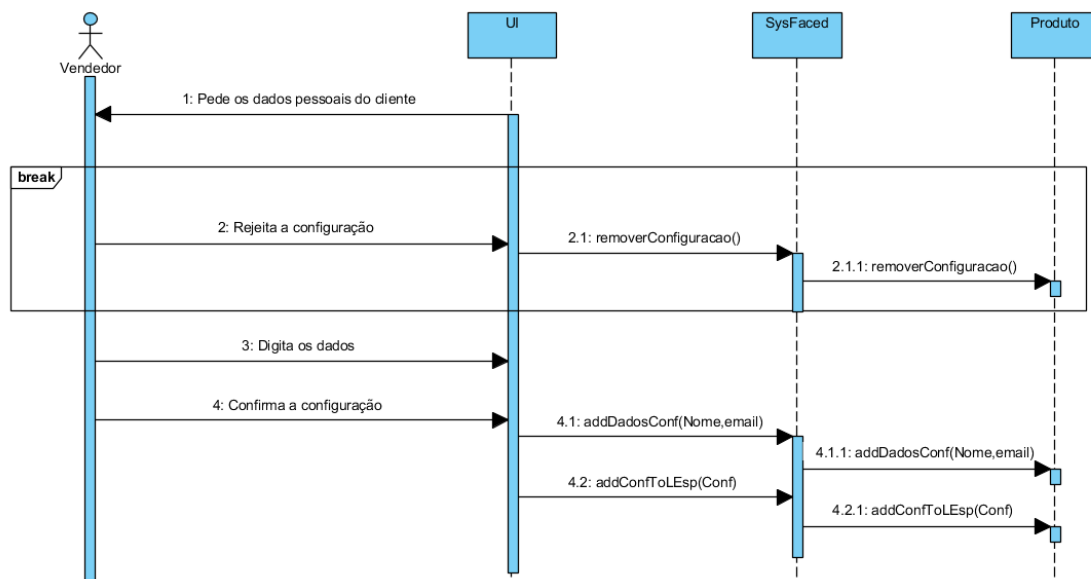 Vendedor
UI
SysFaced
Produto
1: Pede os dados pessoais do cliente
break
2: Rejeita a configuração
2.1: removerConfiguracao()
2.1.1: removerConfiguracao()
3: Digita os dados
4: Confirma a configuração
4.1: addDadosConf(Nome,email)
4.1.1: addDadosConf(Nome,email)
4.2: addConfToLEsp(Conf)
4.2.1: addConfToLEsp(Conf)